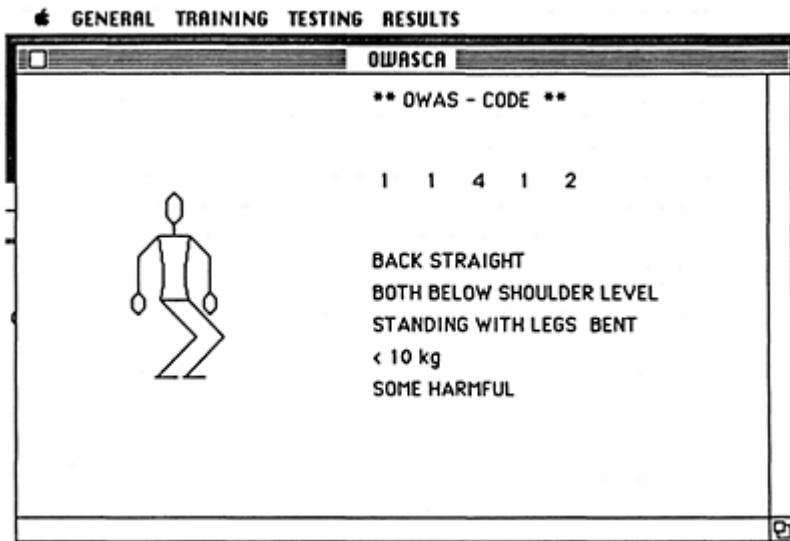 GENERAL TRAINING TESTING RESULTS
OWASCA
** OWAS - CODE **
1 1 4 1 2
BACK STRAIGHT
BOTH BELOW SHOULDER LEVEL
STANDING WITH LEGS BENT
< 10 kg
SOME HARMFUL